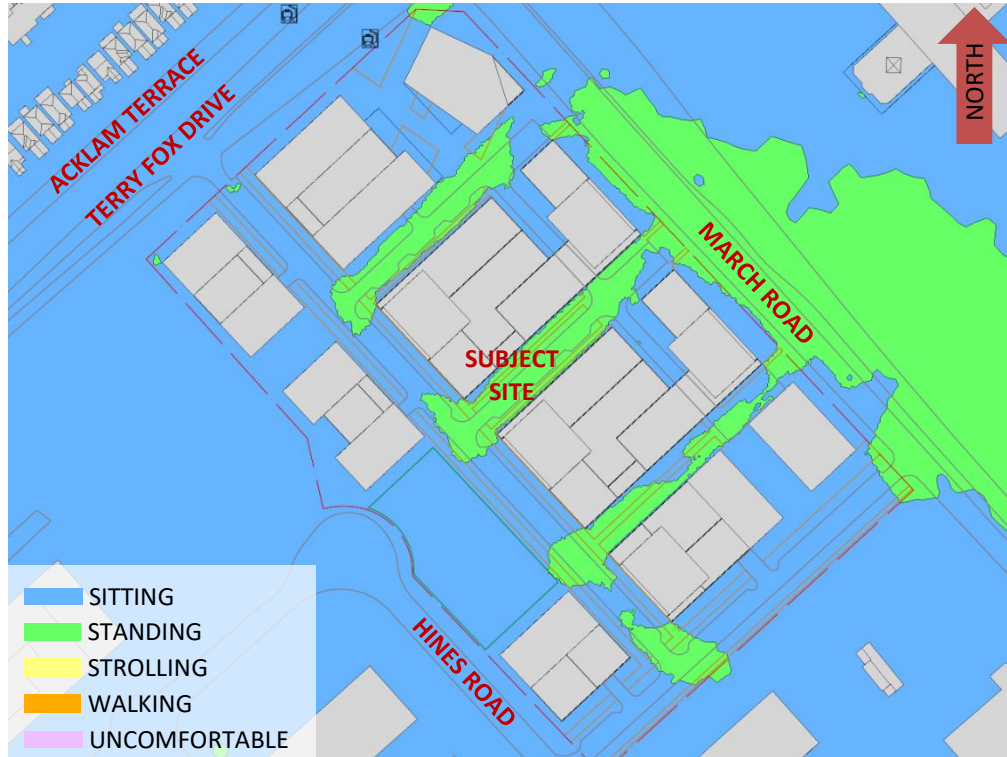 ACKLAM TERRACE
TERRY FOX DRIVE
NORTH
MARCH ROAD
SUBJECT
SITE
HINES ROAD
SITTING
STANDING
STROLLING
WALKING
UNCOMFORTABLE